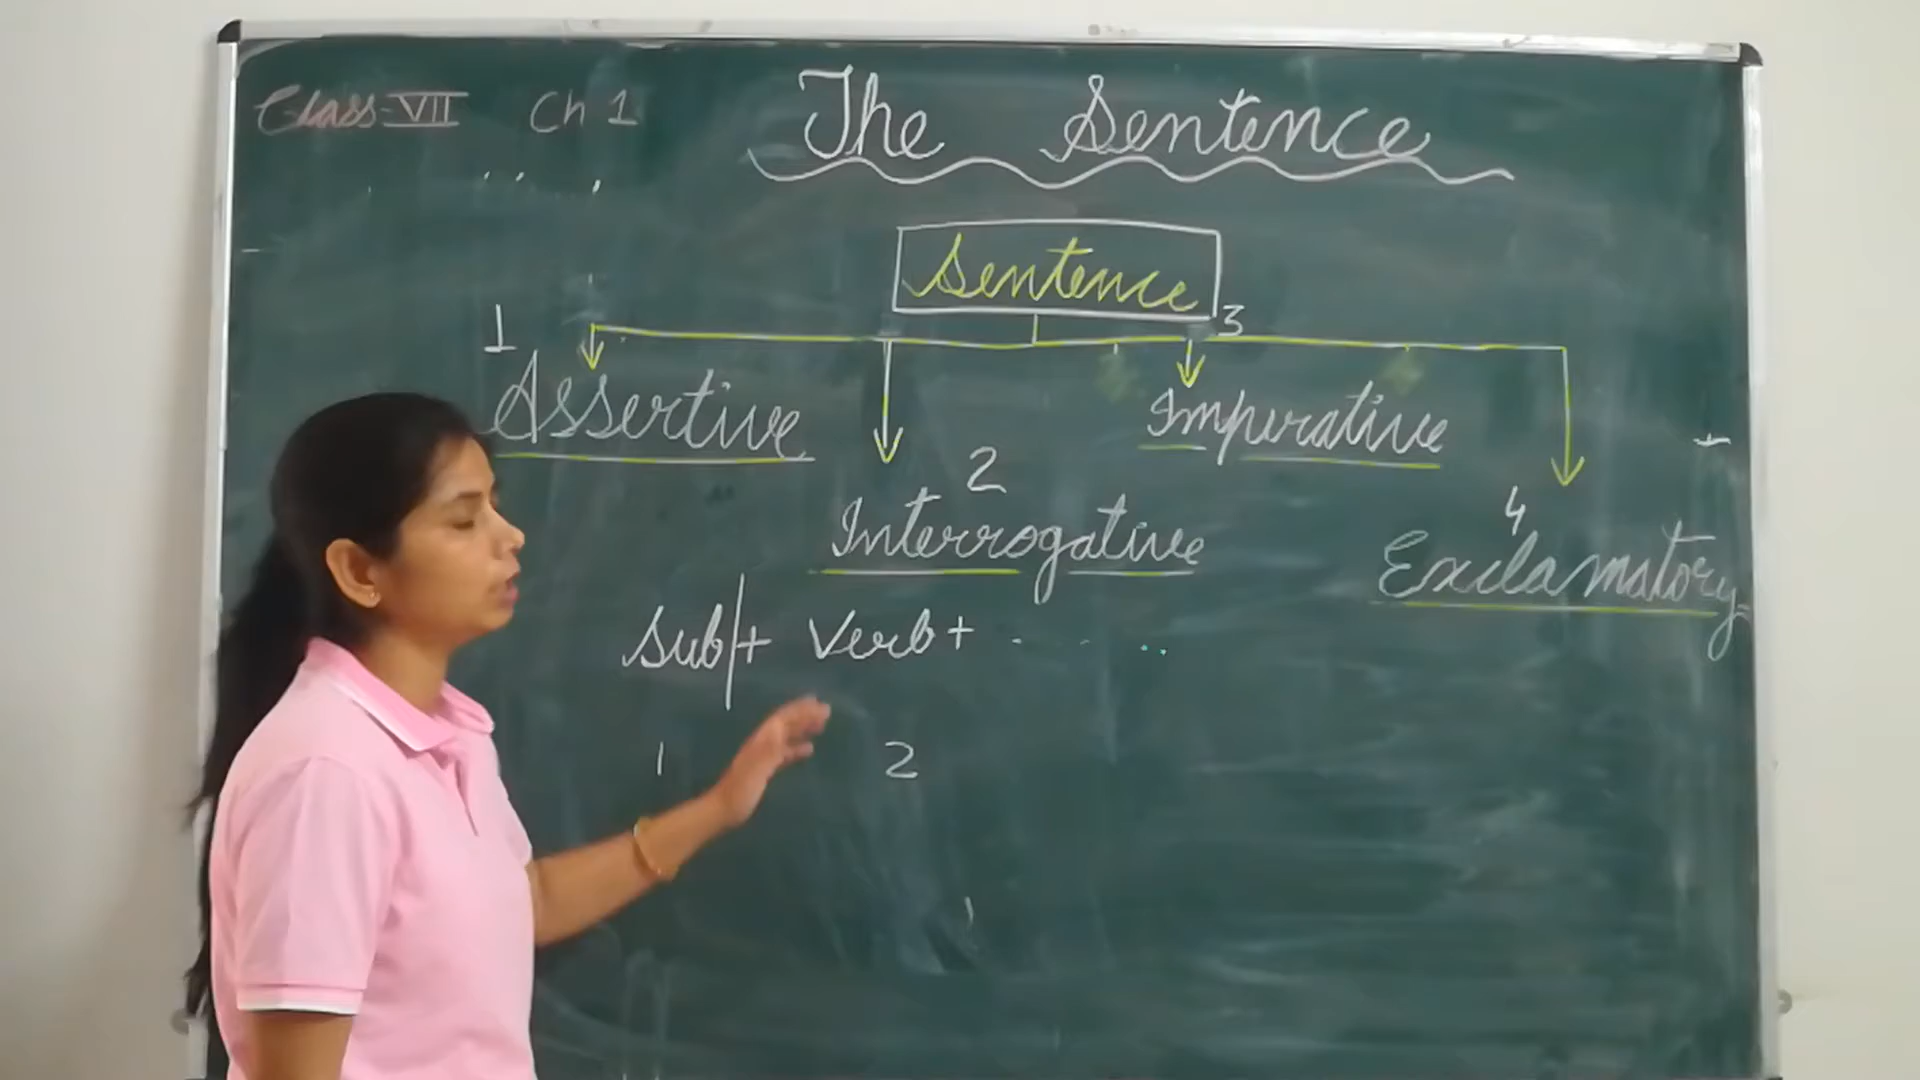 Class-VII Ch 1
The Sentence
Sentence
1
3
Assertive
Imperative
2
4
Interrogative
Exclamatory
Sub + Verb + ....
1 2